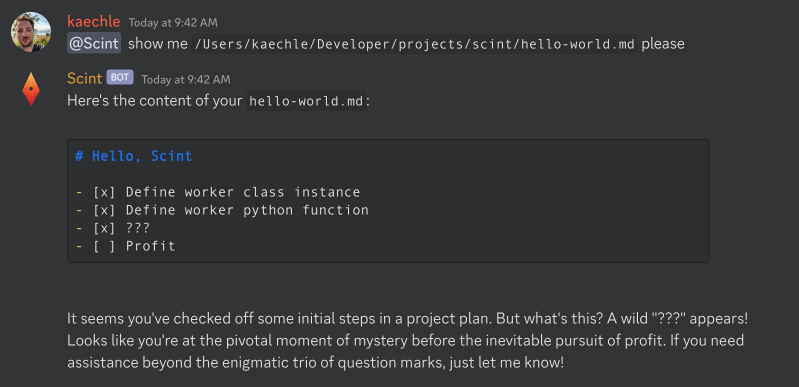 kaechle Today at 9:42 AM
@Scint show me /Users/kaechle/Developer/projects/scint/hello-world.md please
Scint BOT Today at 9:42 AM
Here's the content of your hello-world.md:
# Hello, Scint
- [x] Define worker class instance
- [x] Define worker python function
- [x] ???
- [ ] Profit
It seems you've checked off some initial steps in a project plan. But what's this? A wild "???" appears!
Looks like you're at the pivotal moment of mystery before the inevitable pursuit of profit. If you need
assistance beyond the enigmatic trio of question marks, just let me know!